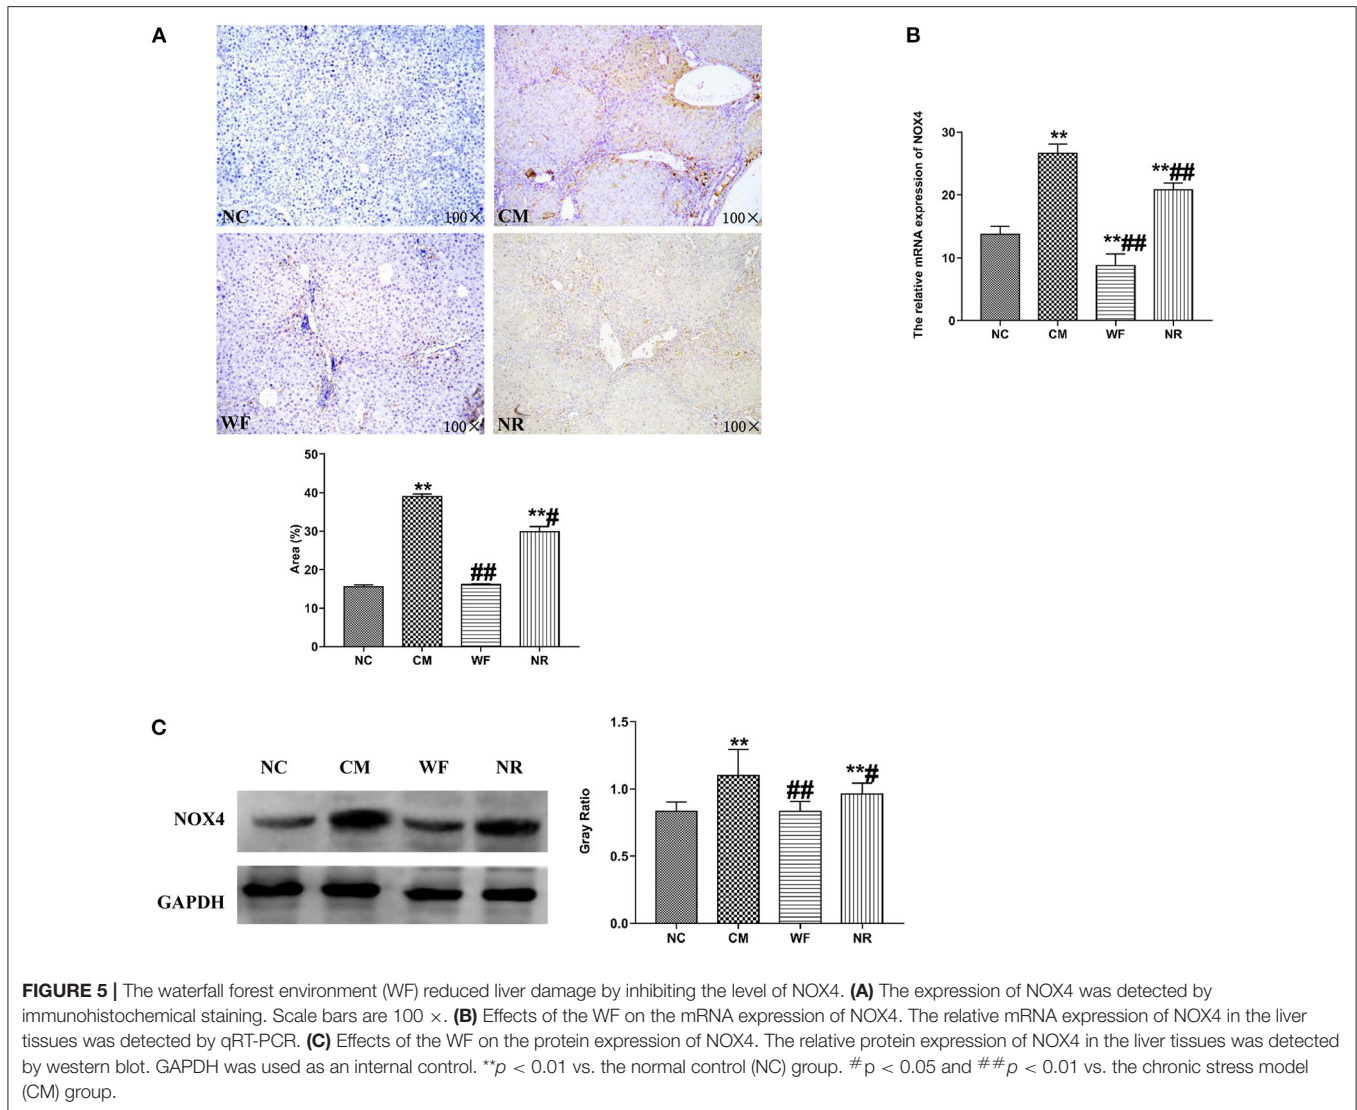 A
NC
100×
CM
100×
WF
100×
NR
100×
50
40
30
20
10
0
Area (%)
**
##
**#
NC CM WF NR
B
The relative mRNA expression of NOX4
30
20
10
0
**
**##
**##
NC CM WF NR
C
NC CM WF NR
NOX4
GAPDH
1.5
1.0
0.5
0.0
Gray Ratio
**
##
**#
NC CM WF NR
FIGURE 5 | The waterfall forest environment (WF) reduced liver damage by inhibiting the level of NOX4. (A) The expression of NOX4 was detected by
immunohistochemical staining. Scale bars are 100 ×. (B) Effects of the WF on the mRNA expression of NOX4. The relative mRNA expression of NOX4 in the liver
tissues was detected by qRT-PCR. (C) Effects of the WF on the protein expression of NOX4. The relative protein expression of NOX4 in the liver tissues was detected
by western blot. GAPDH was used as an internal control. **p < 0.01 vs. the normal control (NC) group. #p < 0.05 and ##p < 0.01 vs. the chronic stress model
(CM) group.